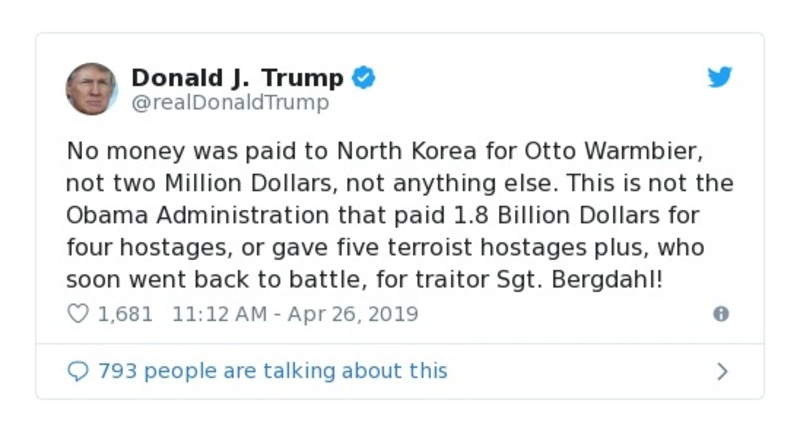 Donald J. Trump
@realDonaldTrump
No money was paid to North Korea for Otto Warmbier,
not two Million Dollars, not anything else. This is not the
Obama Administration that paid 1.8 Billion Dollars for
four hostages, or gave five terroist hostages plus, who
soon went back to battle, for traitor Sgt. Bergdahl!
1,681 11:12 AM - Apr 26, 2019
793 people are talking about this